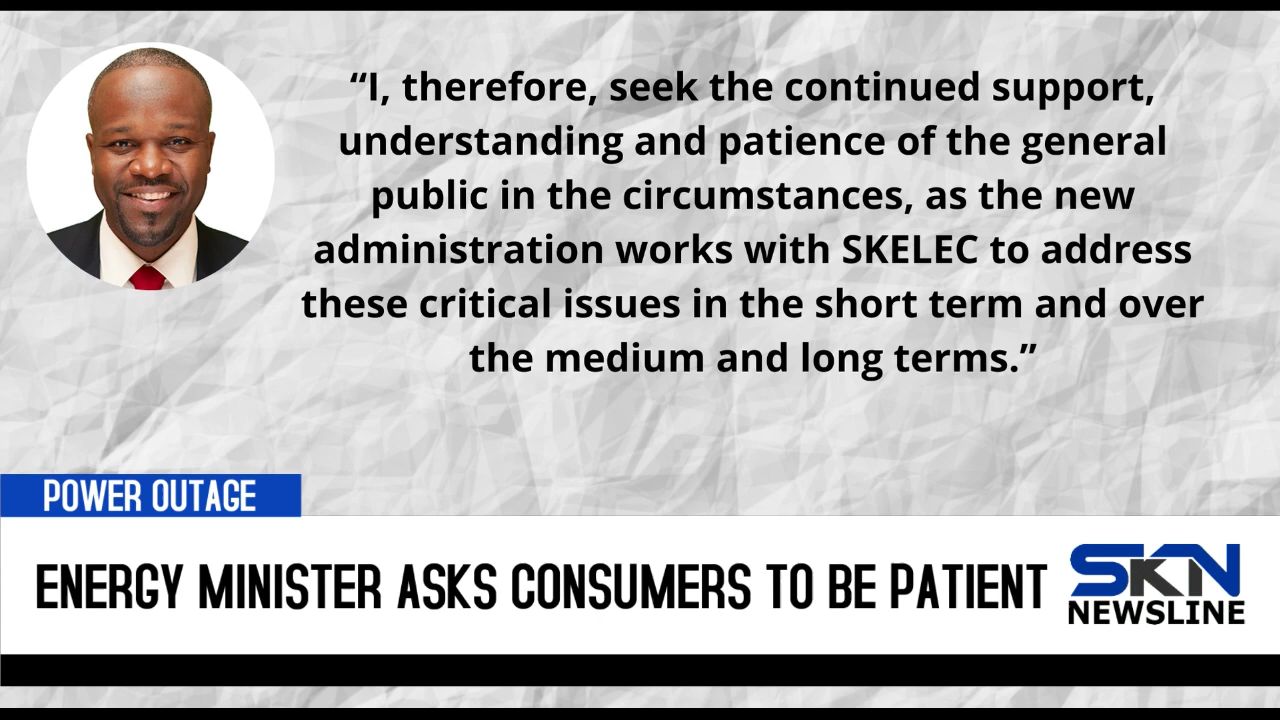 “I, therefore, seek the continued support,
understanding and patience of the general
public in the circumstances, as the new
administration works with SKELEC to address
these critical issues in the short term and over
the medium and long terms.”
POWER OUTAGE
ENERGY MINISTER ASKS CONSUMERS TO BE PATIENT
SKN
NEWSLINE